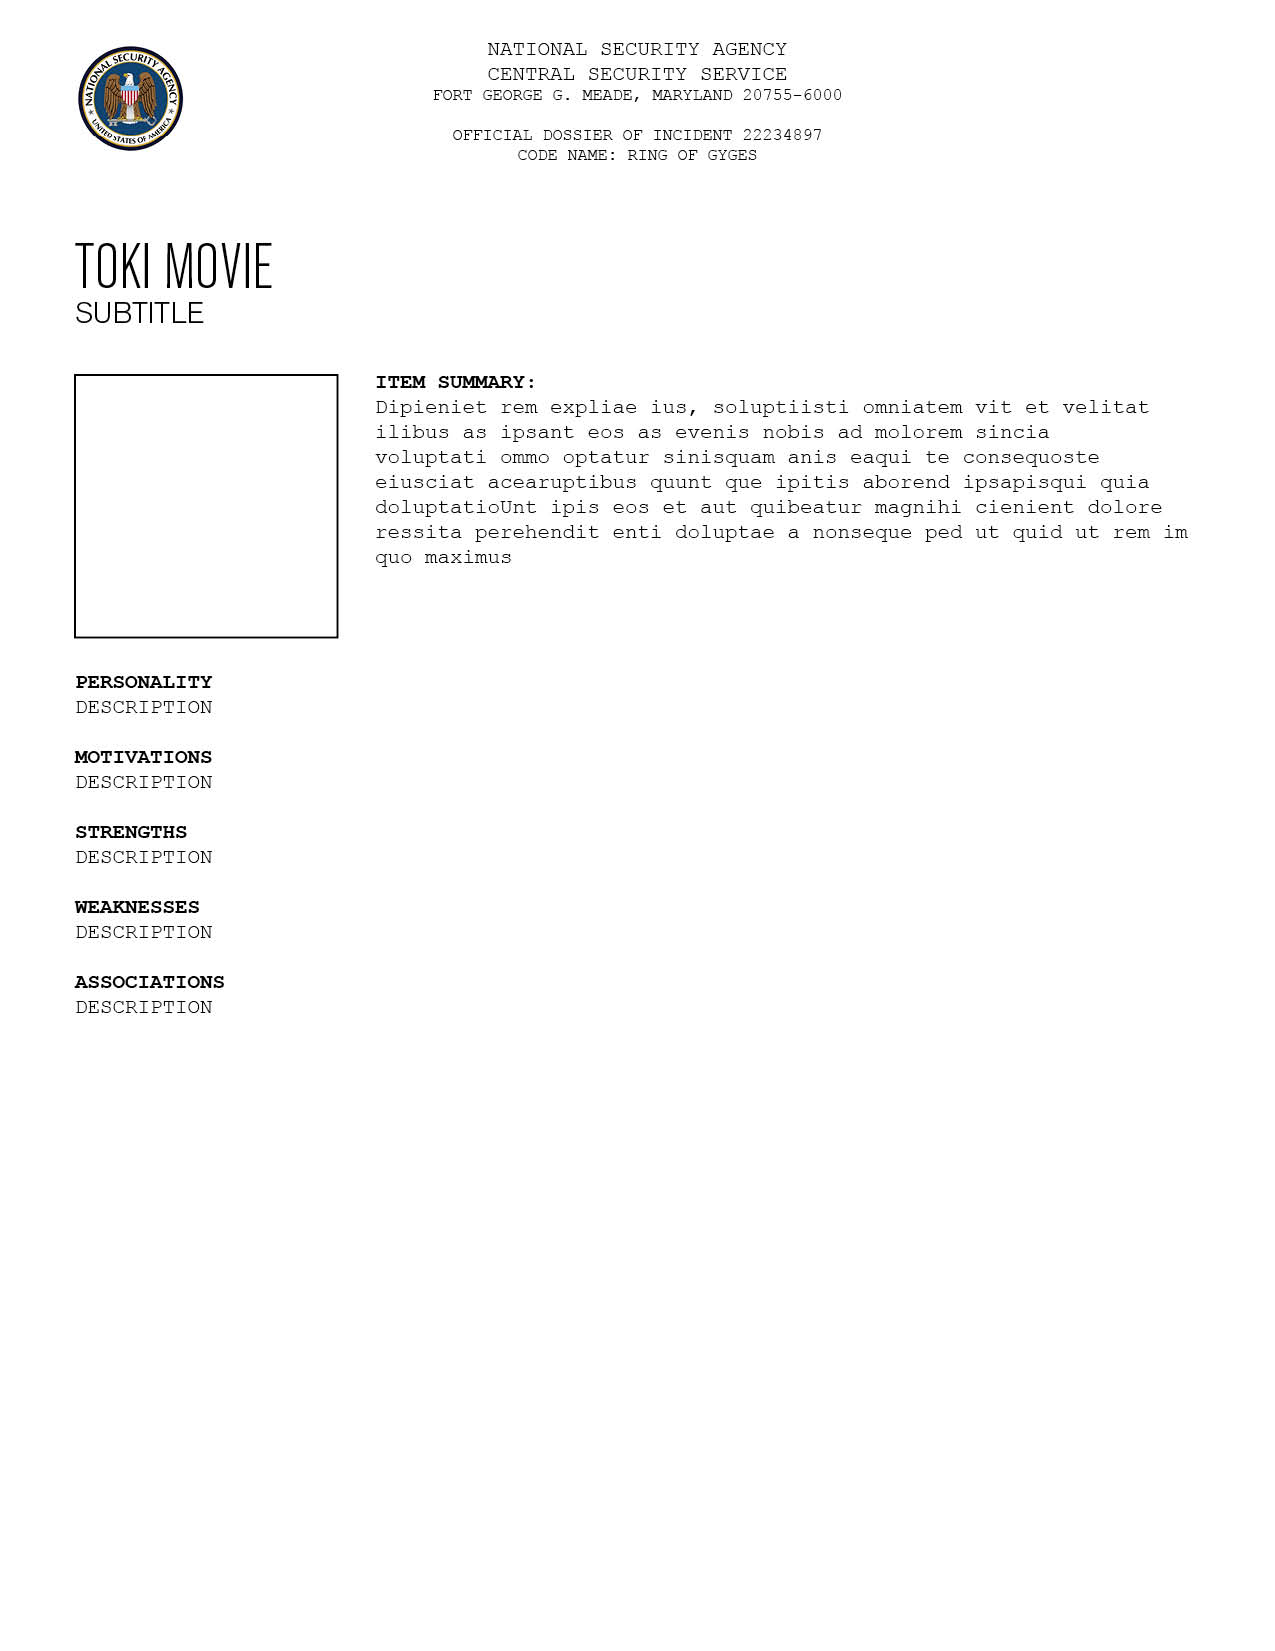 NATIONAL SECURITY AGENCY
CENTRAL SECURITY SERVICE
FORT GEORGE G. MEADE, MARYLAND 20755-6000
OFFICIAL DOSSIER OF INCIDENT 22234897
CODE NAME: RING OF GYGES
NATIONAL SECURITY AGENCY
UNITED STATES OF AMERICA
TOKI MOVIE
SUBTITLE
ITEM SUMMARY:
Dipieniet rem expliae ius, soluptiisti omniatem vit et velitat
ilibus as ipsant eos as evenis nobis ad molorem sincia
voluptati ommo optatur sinisquam anis eaqui te consequoste
eiusciat acearuptibus quunt que ipitis aborend ipsapisqui quia
doluptatioUnt ipis eos et aut quibeatur magnihi cienient dolore
ressita perehendit enti doluptae a nonseque ped ut quid ut rem im
quo maximus
PERSONALITY
DESCRIPTION
MOTIVATIONS
DESCRIPTION
STRENGTHS
DESCRIPTION
WEAKNESSES
DESCRIPTION
ASSOCIATIONS
DESCRIPTION